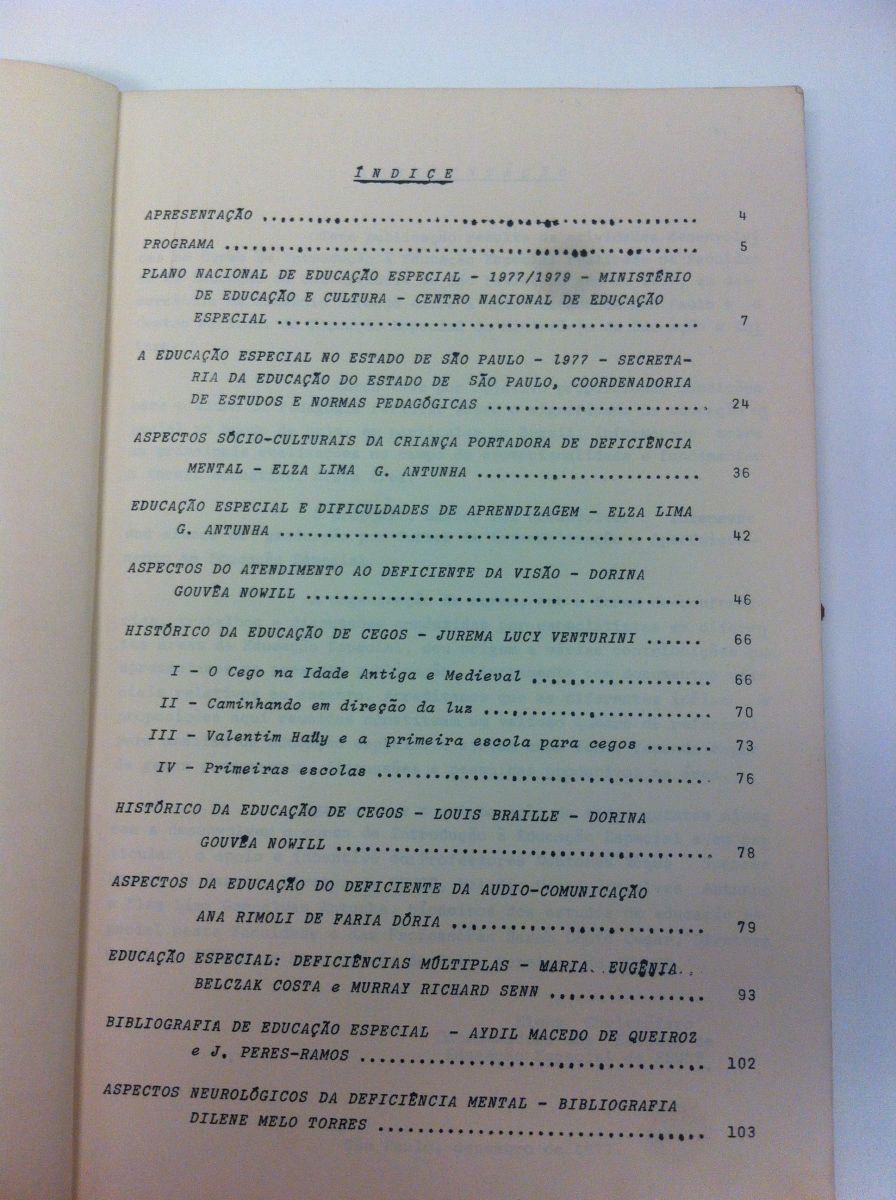 ÍNDICE
APRESENTAÇÃO ................................................ 4
PROGRAMA .................................................... 5
PLANO NACIONAL DE EDUCAÇÃO ESPECIAL - 1977/1979 - MINISTÉRIO
DE EDUCAÇÃO E CULTURA - CENTRO NACIONAL DE EDUCAÇÃO
ESPECIAL .............................................. 7
A EDUCAÇÃO ESPECIAL NO ESTADO DE SÃO PAULO - 1977 - SECRETA-
RIA DA EDUCAÇÃO DO ESTADO DE SÃO PAULO, COORDENADORIA
DE ESTUDOS E NORMAS PEDAGÓGICAS ........................ 24
ASPECTOS SÓCIO-CULTURAIS DA CRIANÇA PORTADORA DE DEFICIÊNCIA
MENTAL - ELZA LIMA G. ANTUNHA ......................... 36
EDUCAÇÃO ESPECIAL E DIFICULDADES DE APRENDIZAGEM - ELZA LIMA
G. ANTUNHA ............................................. 42
ASPECTOS DO ATENDIMENTO AO DEFICIENTE DA VISÃO - DORINA
GOUVÊA NOWILL .......................................... 46
HISTÓRICO DA EDUCAÇÃO DE CEGOS - JUREMA LUCY VENTURINI ...... 66
I - O Cego na Idade Antiga e Medieval .................... 66
II - Caminhando em direção da luz ......................... 70
III - Valentim Haüy e a primeira escola para cegos ....... 73
IV - Primeiras escolas ................................... 76
HISTÓRICO DA EDUCAÇÃO DE CEGOS - LOUIS BRAILLE - DORINA
GOUVÊA NOWILL .......................................... 78
ASPECTOS DA EDUCAÇÃO DO DEFICIENTE DA AUDIO-COMUNICAÇÃO
ANA RIMOLI DE FARIA DÓRIA .............................. 79
EDUCAÇÃO ESPECIAL: DEFICIÊNCIAS MÚLTIPLAS - MARIA EUGÊNIA
BELCZAK COSTA e MURRAY RICHARD SENN .................... 93
BIBLIOGRAFIA DE EDUCAÇÃO ESPECIAL - AYDIL MACEDO DE QUEIROZ
e J. PERES-RAMOS ....................................... 102
ASPECTOS NEUROLÓGICOS DA DEFICIÊNCIA MENTAL - BIBLIOGRAFIA
DILENE MELO TORRES ..................................... 103